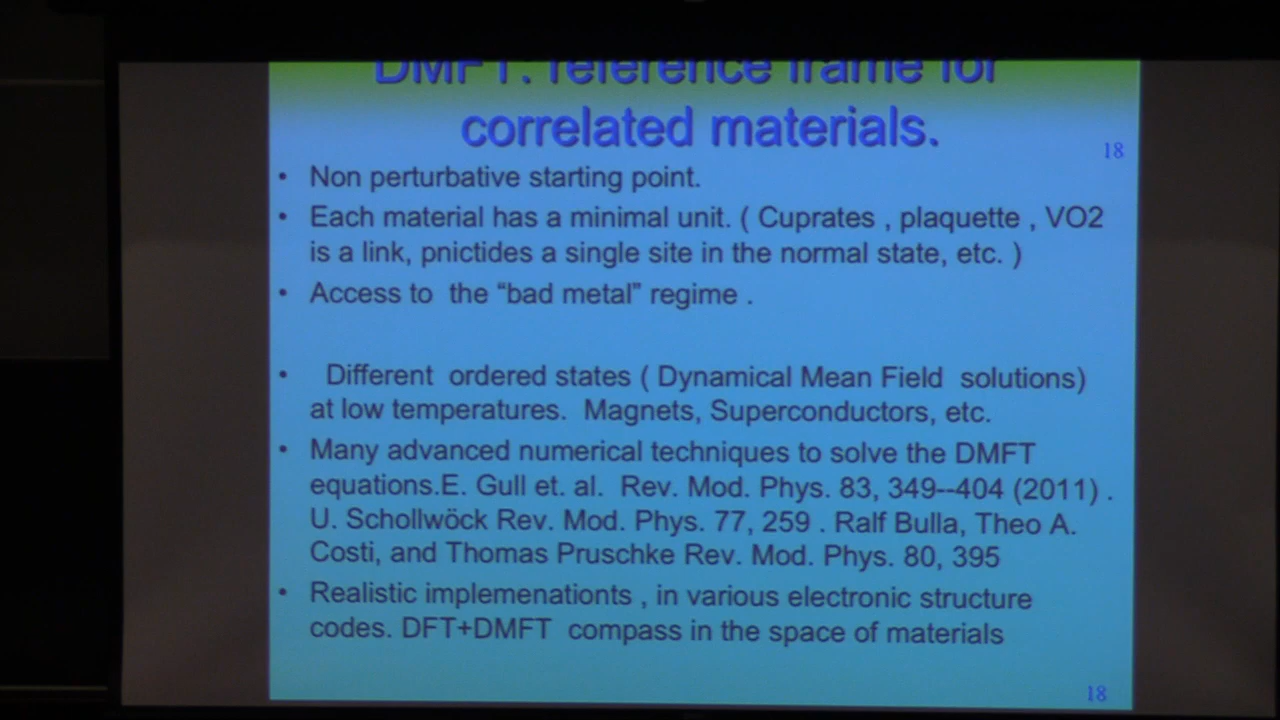 DMFT: reference frame for
correlated materials.
18
• Non perturbative starting point.
• Each material has a minimal unit. ( Cuprates , plaquette , VO2
is a link, pnictides a single site in the normal state, etc. )
• Access to the “bad metal” regime .
• Different ordered states ( Dynamical Mean Field solutions)
at low temperatures. Magnets, Superconductors, etc.
• Many advanced numerical techniques to solve the DMFT
equations.E. Gull et. al. Rev. Mod. Phys. 83, 349--404 (2011) .
U. Schollwöck Rev. Mod. Phys. 77, 259 . Ralf Bulla, Theo A.
Costi, and Thomas Pruschke Rev. Mod. Phys. 80, 395
• Realistic implemenationts , in various electronic structure
codes. DFT+DMFT compass in the space of materials
18